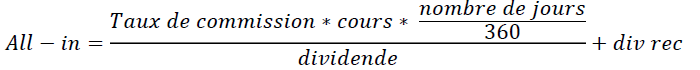 All − in = Taux de commission ∗ cours ∗ nombre de jours / 360 / dividende + div rec